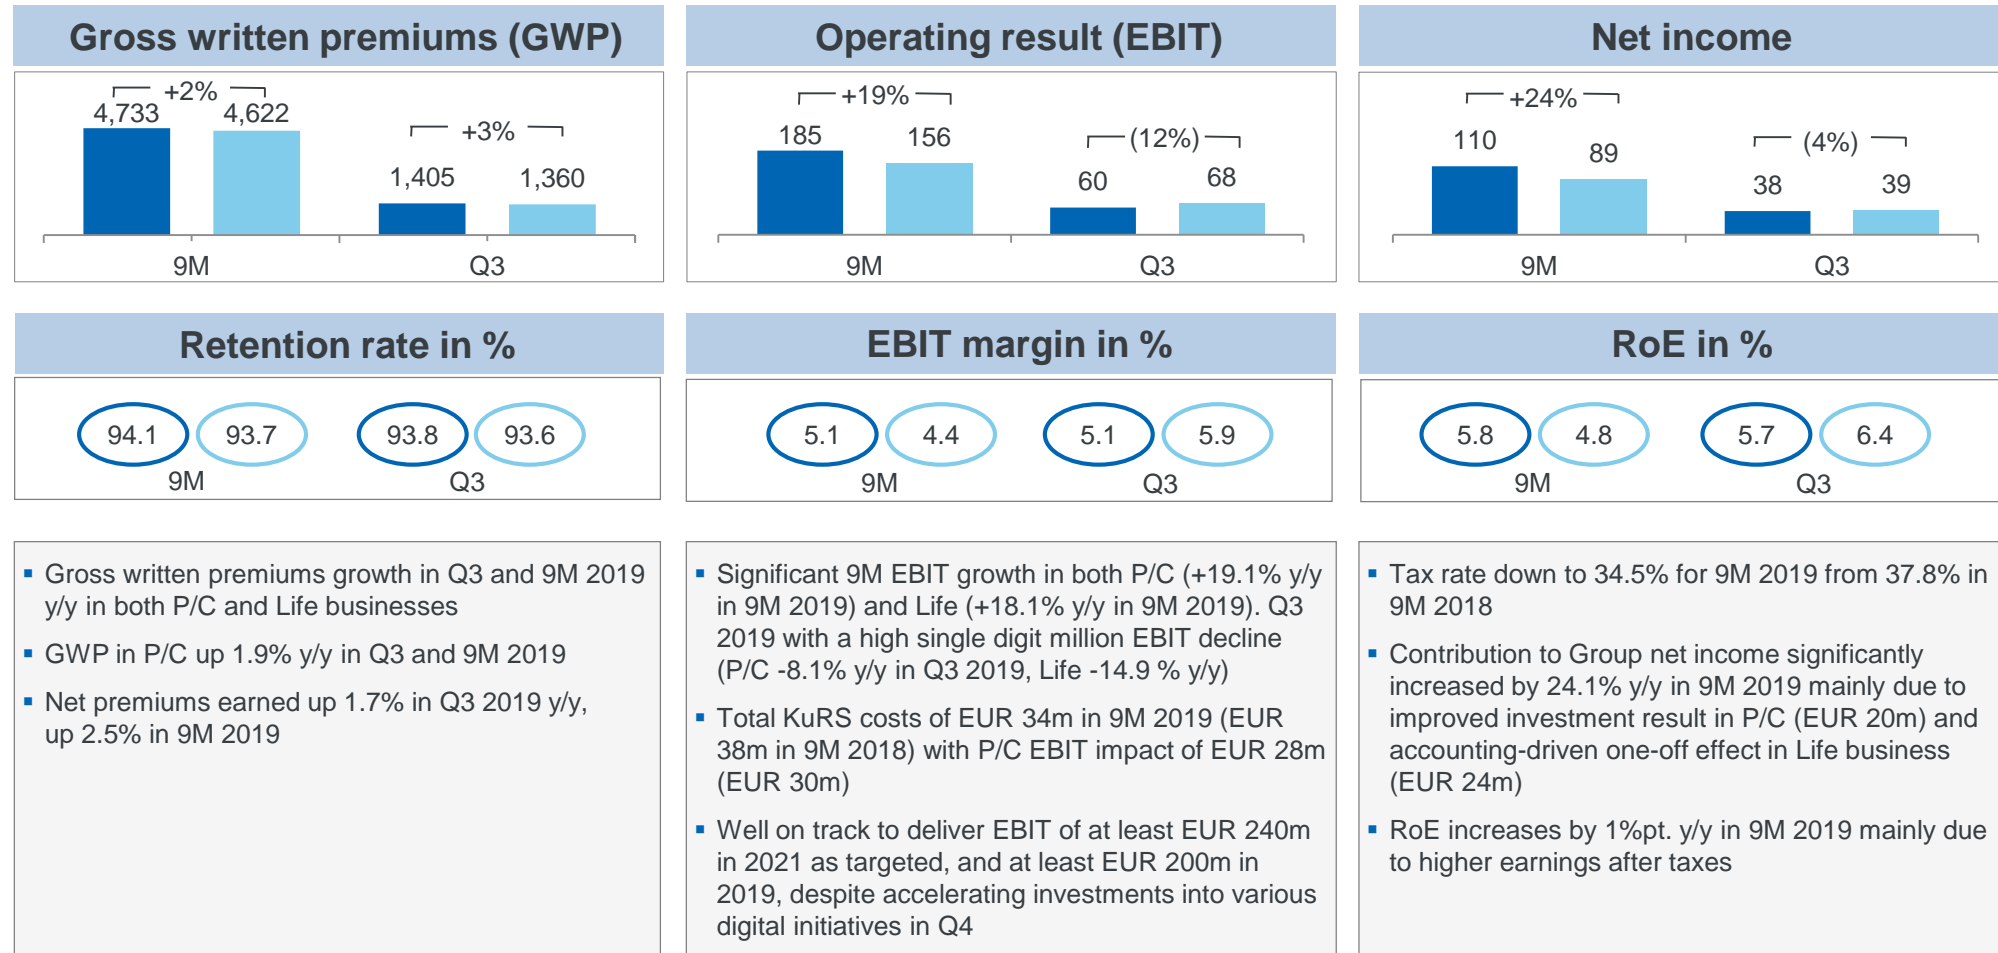 Gross written premiums (GWP)
+2%
4,733 4,622
+3%
1,405 1,360
9M Q3
Operating result (EBIT)
+19%
185 156
(12%)
60 68
9M Q3
Net income
+24%
110 89
(4%)
38 39
9M Q3
Retention rate in %
94.1 93.7 93.8 93.6
9M Q3
EBIT margin in %
5.1 4.4 5.1 5.9
9M Q3
RoE in %
5.8 4.8 5.7 6.4
9M Q3
▪ Gross written premiums growth in Q3 and 9M 2019
y/y in both P/C and Life businesses
▪ GWP in P/C up 1.9% y/y in Q3 and 9M 2019
▪ Net premiums earned up 1.7% in Q3 2019 y/y,
up 2.5% in 9M 2019
▪ Significant 9M EBIT growth in both P/C (+19.1% y/y
in 9M 2019) and Life (+18.1% y/y in 9M 2019). Q3
2019 with a high single digit million EBIT decline
(P/C -8.1% y/y in Q3 2019, Life -14.9 % y/y)
▪ Total KuRS costs of EUR 34m in 9M 2019 (EUR
38m in 9M 2018) with P/C EBIT impact of EUR 28m
(EUR 30m)
▪ Well on track to deliver EBIT of at least EUR 240m
in 2021 as targeted, and at least EUR 200m in
2019, despite accelerating investments into various
digital initiatives in Q4
▪ Tax rate down to 34.5% for 9M 2019 from 37.8% in
9M 2018
▪ Contribution to Group net income significantly
increased by 24.1% y/y in 9M 2019 mainly due to
improved investment result in P/C (EUR 20m) and
accounting-driven one-off effect in Life business
(EUR 24m)
▪ RoE increases by 1%pt. y/y in 9M 2019 mainly due
to higher earnings after taxes